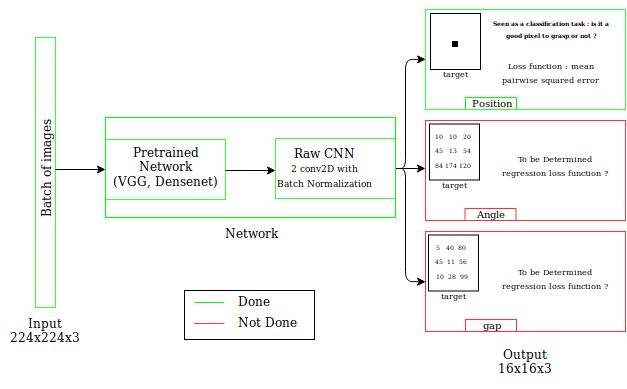 Batch of images
Input
224x224x3
Pretrained
Network
(VGG, Densenet)
Raw CNN
2 conv2D with
Batch Normalization
Network
Done
Not Done
Seen as a classification task : is it a
good pixel to grasp or not ?
target
Loss function : mean
pairwise squared error
Position
10 10 20
45 13 54
84 174 120
target
To be Determined
regression loss function ?
Angle
5 40 80
45 11 56
10 28 99
target
To be Determined
regression loss function ?
gap
Output
16x16x3